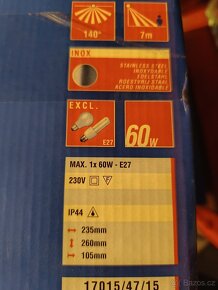 140°
7m
INOX
STAINLESS STEEL
INOXYDABLE
EDELSTAHL
ROESTVRIJ STAAL
ACERO INOXIDABLE
EXCL.
E27
60W
MAX. 1x 60W - E27
230V
F
IP44
235mm
260mm
105mm
17015/47/15